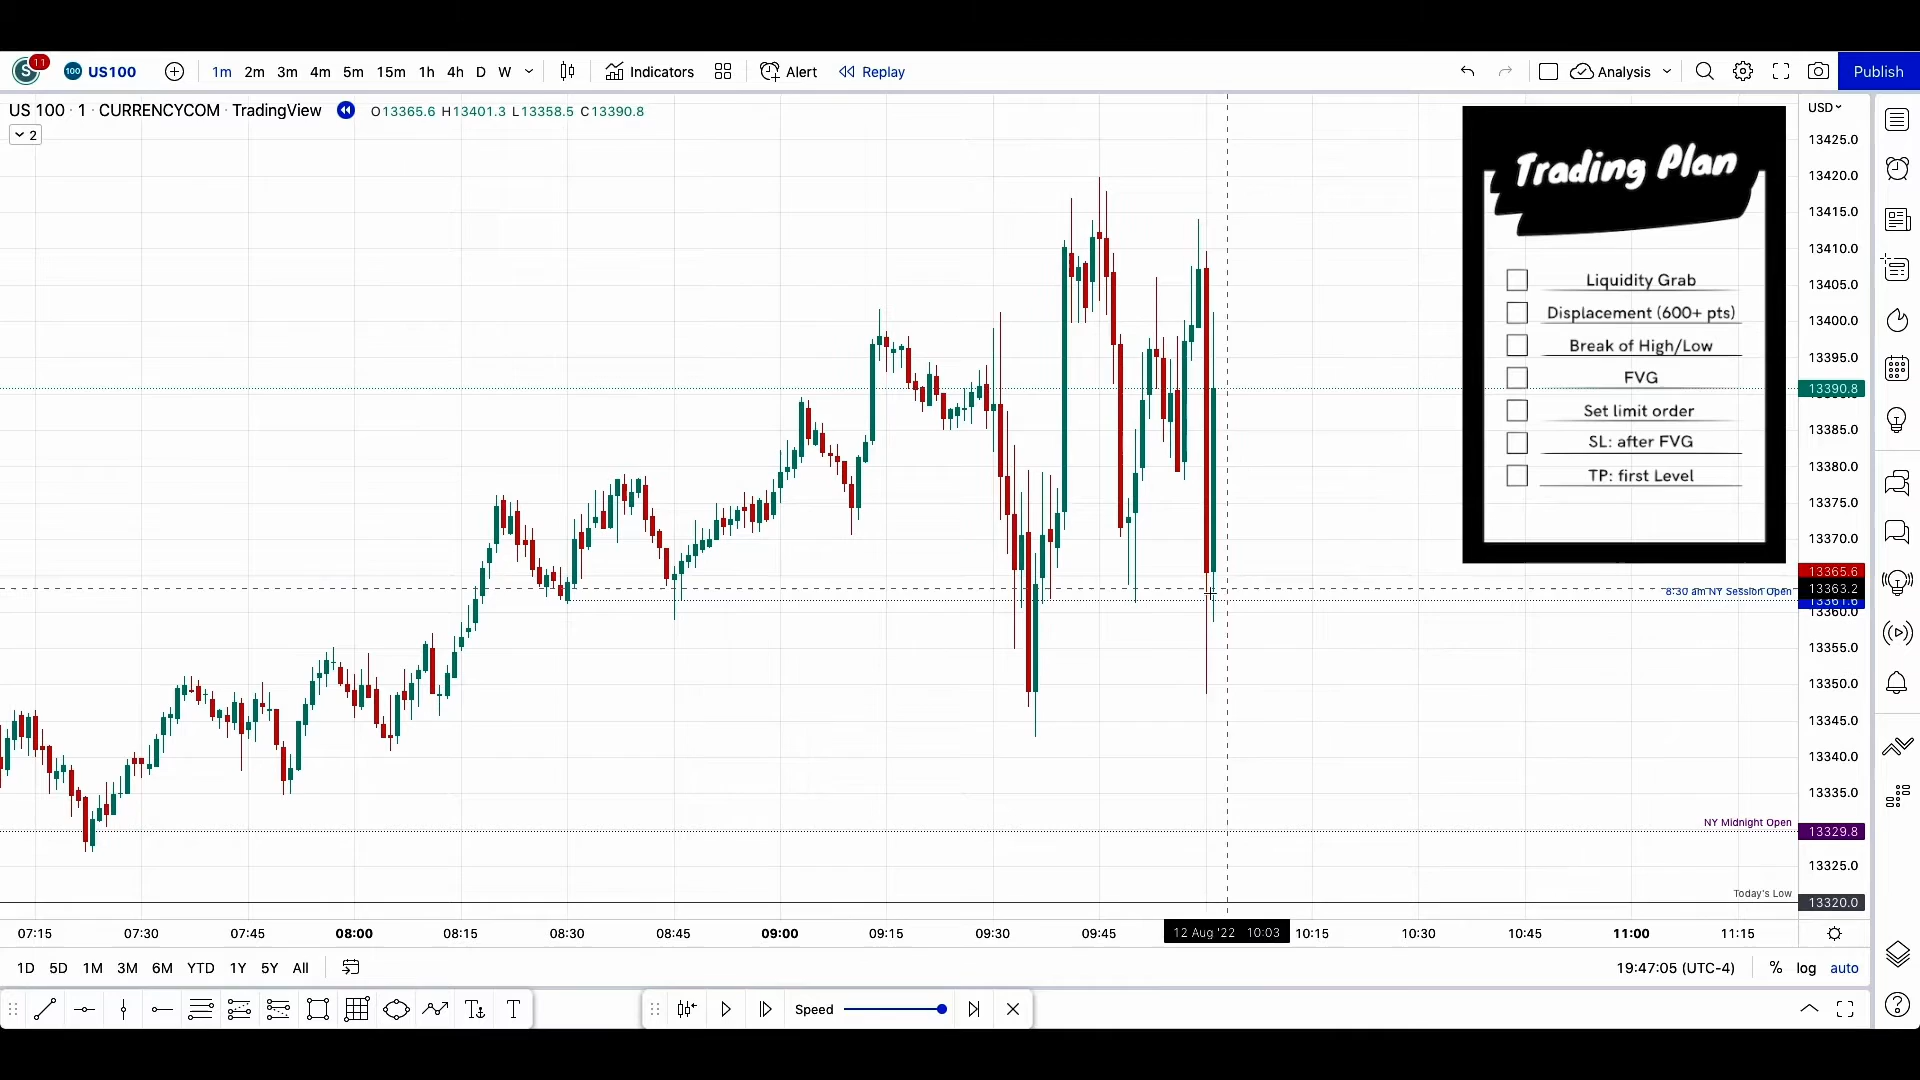 S 11 100 US100 1m 2m 3m 4m 5m 15m 1h 4h D W Indicators Alert Replay Analysis Publish
US 100 · 1 · CURRENCYCOM · TradingView O13365.6 H13401.3 L13358.5 C13390.8
2
USD
13425.0
13420.0
13415.0
13410.0
13405.0
13400.0
13395.0
13390.8
13385.0
13380.0
13375.0
13370.0
13365.6
13363.2
8:30 am NY Session Open 13361.6
13360.0
13355.0
13350.0
13345.0
13340.0
13335.0
NY Midnight Open 13329.8
13325.0
Today's Low 13320.0
Trading Plan
Liquidity Grab
Displacement (600+ pts)
Break of High/Low
FVG
Set limit order
SL: after FVG
TP: first Level
07:15 07:30 07:45 08:00 08:15 08:30 08:45 09:00 09:15 09:30 09:45 12 Aug '22 10:03 10:15 10:30 10:45 11:00 11:15
1D 5D 1M 3M 6M YTD 1Y 5Y All 19:47:05 (UTC-4) % log auto
T T Speed